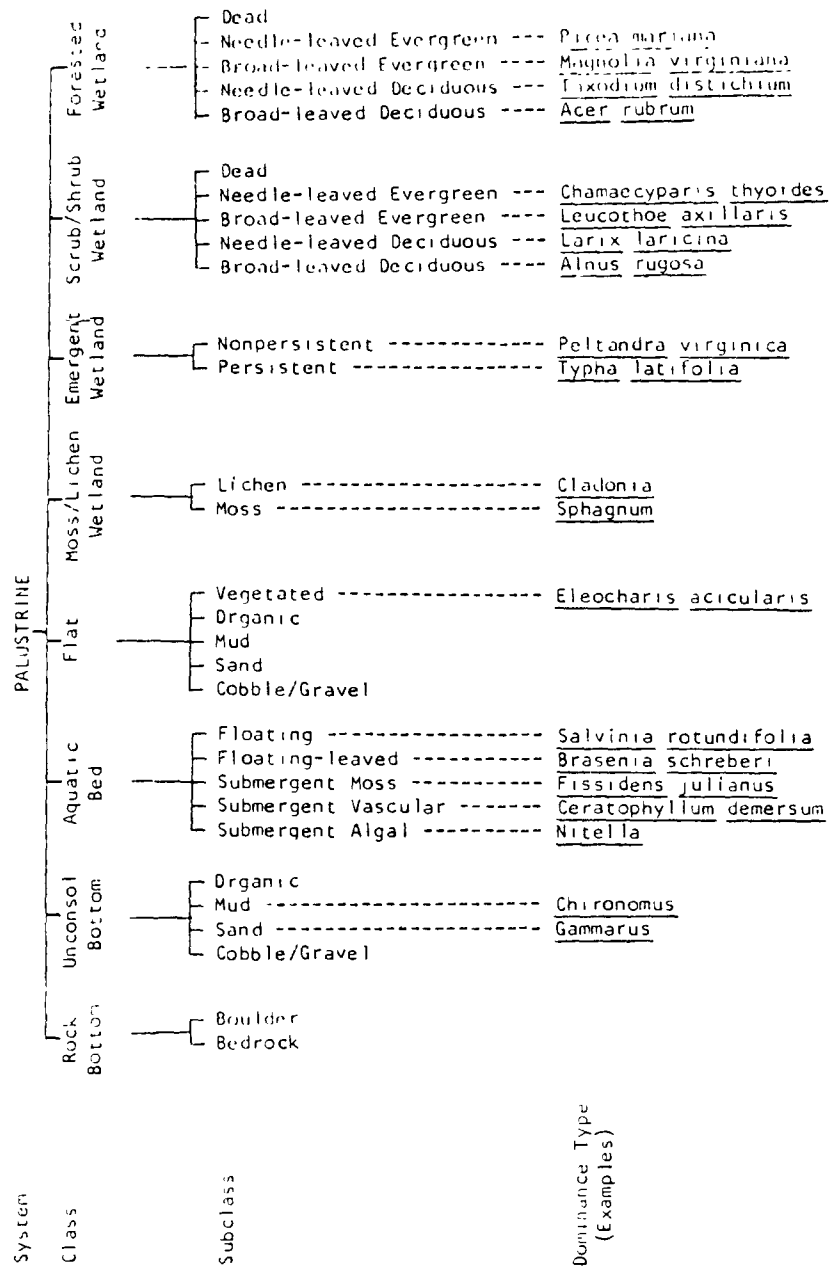 System
PALUSTRINE
Class
Forested
Wetland
Scrub/Shrub
Wetland
Emergent
Wetland
Moss/Lichen
Wetland
Flat
Aquatic
Bed
Unconsol
Bottom
Rock
Bottom
Subclass
Dead
Needle-leaved Evergreen --- Picea mariana
Broad-leaved Evergreen ---- Magnolia virginiana
Needle-leaved Deciduous --- Taxodium distichium
Broad-leaved Deciduous ---- Acer rubrum
Dead
Needle-leaved Evergreen --- Chamaecyparis thyoides
Broad-leaved Evergreen ---- Leucothoe axillaris
Needle-leaved Deciduous --- Larix laricina
Broad-leaved Deciduous ---- Alnus rugosa
Nonpersistent ------------- Peltandra virginica
Persistent ---------------- Typha latifolia
Lichen -------------------- Cladonia
Moss ---------------------- Sphagnum
Vegetated ----------------- Eleocharis acicularis
Organic
Mud
Sand
Cobble/Gravel
Floating ------------------ Salvinia rotundifolia
Floating-leaved ----------- Brasenia schreberi
Submergent Moss ----------- Fissidens julianus
Submergent Vascular ------- Ceratophyllum demersum
Submergent Algal ---------- Nitella
Organic
Mud ----------------------- Chironomus
Sand ---------------------- Gammarus
Cobble/Gravel
Boulder
Bedrock
Dominance Type
(Examples)